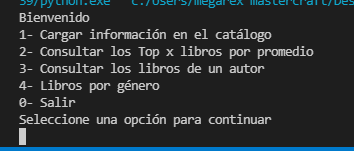 39/python.exe" "c:/Users/megarex mastercraft/Des
Bienvenido
1- Cargar información en el catálogo
2- Consultar los Top x libros por promedio
3- Consultar los libros de un autor
4- Libros por género
0- Salir
Seleccione una opción para continuar